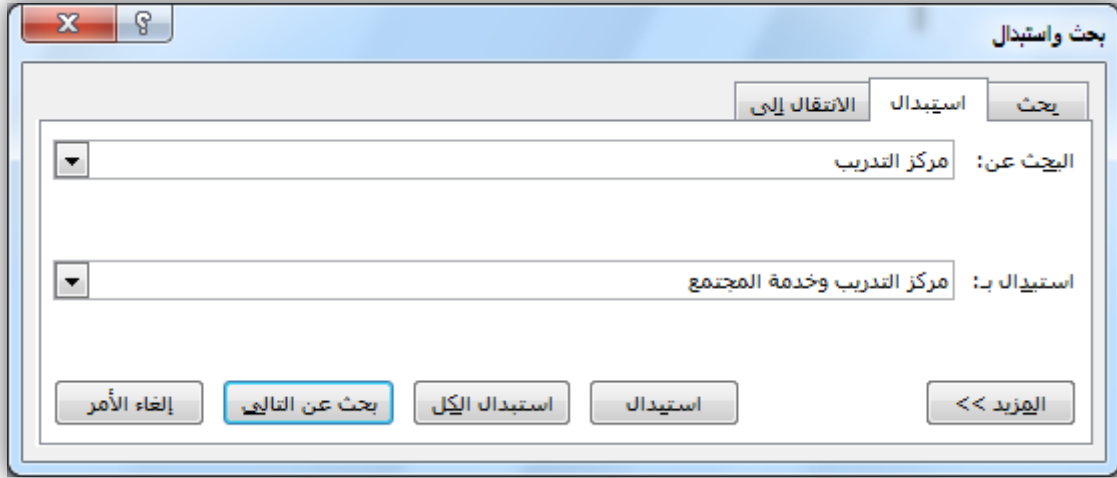 بحث واستبدال
بحث استبدال الانتقال إلى
البحث عن: مركز التدريب
استبدال بـ: مركز التدريب وخدمة المجتمع
المزيد >> استبدال استبدال الكل بحث عن التالي إلغاء الأمر